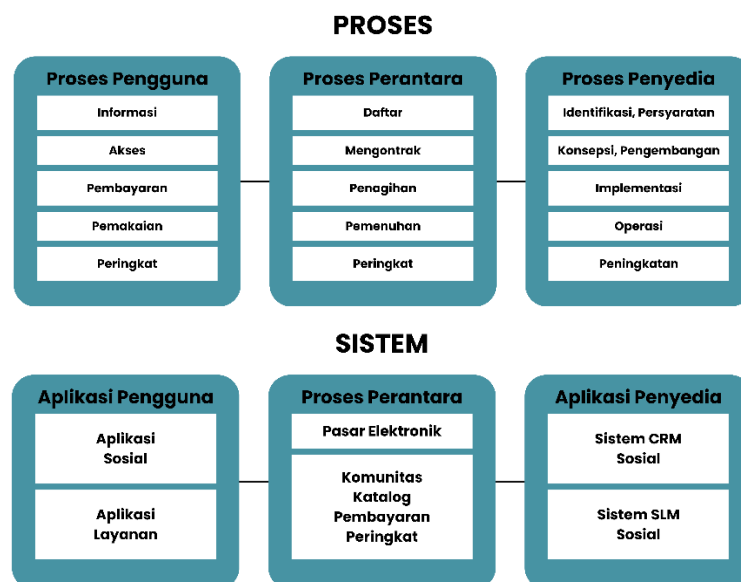 PROSES
Proses Pengguna
Informasi
Akses
Pembayaran
Pemakaian
Peringkat
Proses Perantara
Daftar
Mengontrak
Penagihan
Pemenuhan
Peringkat
Proses Penyedia
Identifikasi, Persyaratan
Konsepsi, Pengembangan
Implementasi
Operasi
Peningkatan
SISTEM
Aplikasi Pengguna
Aplikasi
Sosial
Aplikasi
Layanan
Proses Perantara
Pasar Elektronik
Komunitas
Katalog
Pembayaran
Peringkat
Aplikasi Penyedia
Sistem CRM
Sosial
Sistem SLM
Sosial